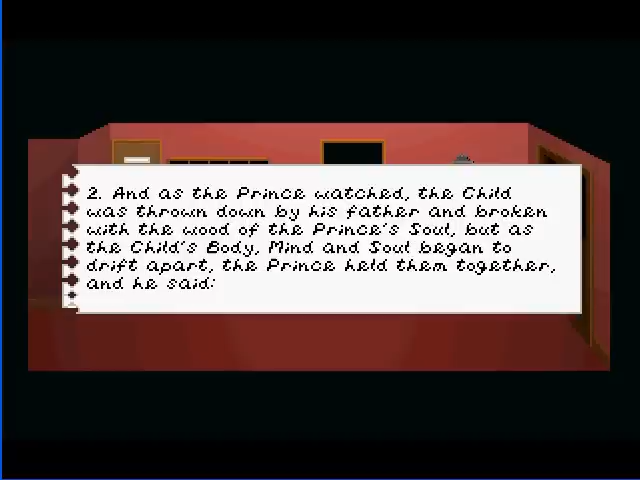 2. And as the Prince watched, the Child
was thrown down by his father and broken
with the wood of the Prince's Soul, but as
the Child's Body, Mind and Soul began to
drift apart, the Prince held them together,
and he said: